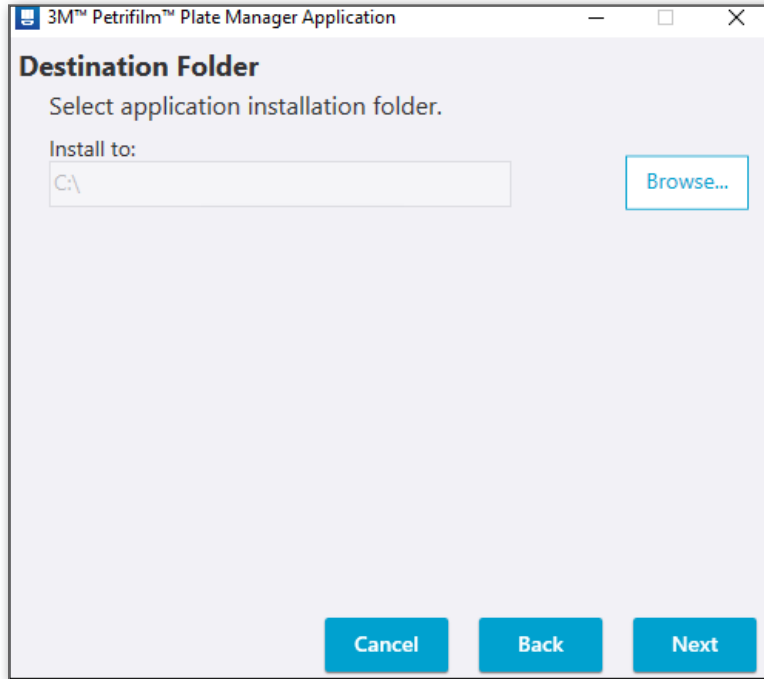 3M™ Petrifilm™ Plate Manager Application
Destination Folder
Select application installation folder.
Install to:
C:\
Browse...
Cancel Back Next